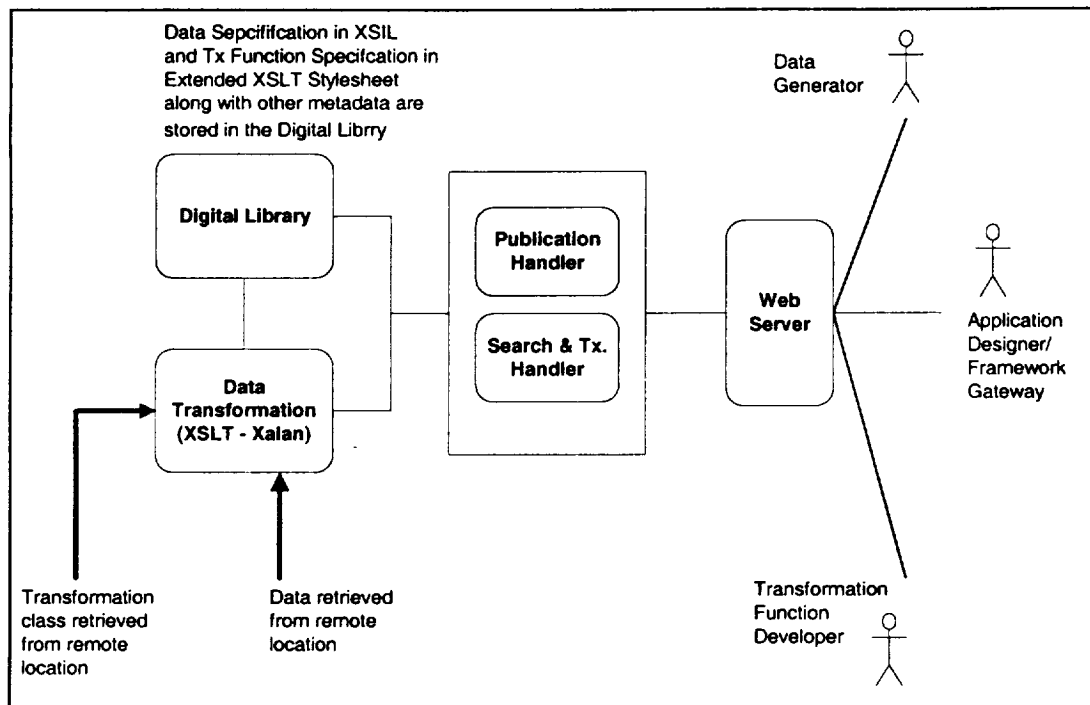 Data Sepcififcation in XSIL
and Tx Function Specifcation in
Extended XSLT Stylesheet
along with other metadata are
stored in the Digital Librry
Data
Generator
Digital Library
Publication
Handler
Web
Server
Search & Tx.
Handler
Application
Designer/
Framework
Gateway
Data
Transformation
(XSLT - Xalan)
Transformation
class retrieved
from remote
location
Data retrieved
from remote
location
Transformation
Function
Developer